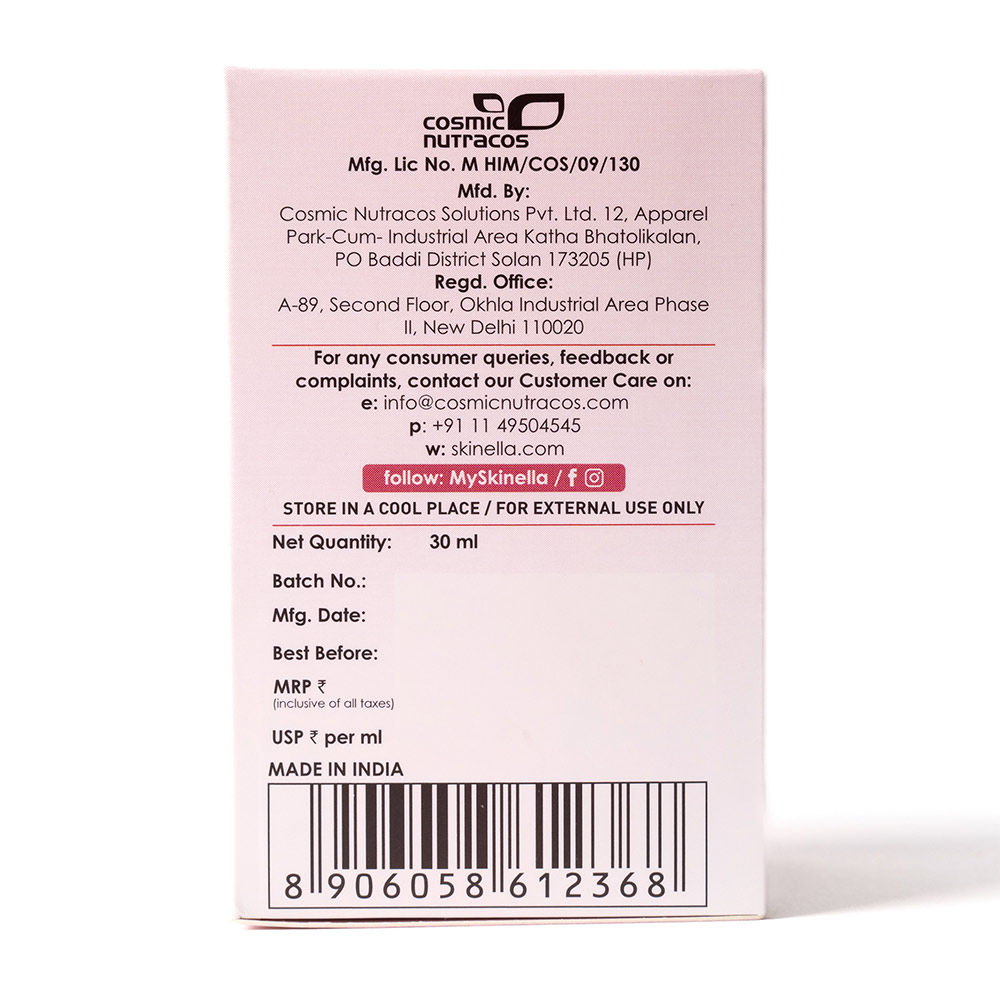 cosmic
nutracos
Mfg. Lic No. M HIM/COS/09/130
Mfd. By:
Cosmic Nutracos Solutions Pvt. Ltd. 12, Apparel
Park-Cum- Industrial Area Katha Bhatolikalan,
PO Baddi District Solan 173205 (HP)
Regd. Office:
A-89, Second Floor, Okhla Industrial Area Phase
II, New Delhi 110020
For any consumer queries, feedback or
complaints, contact our Customer Care on:
e: info@cosmicnutracos.com
p: +91 11 49504545
w: skinella.com
follow: MySkinella / f
STORE IN A COOL PLACE / FOR EXTERNAL USE ONLY
Net Quantity: 30 ml
Batch No.:
Mfg. Date:
Best Before:
MRP ₹
(inclusive of all taxes)
USP ₹ per ml
MADE IN INDIA
8 906058 612368